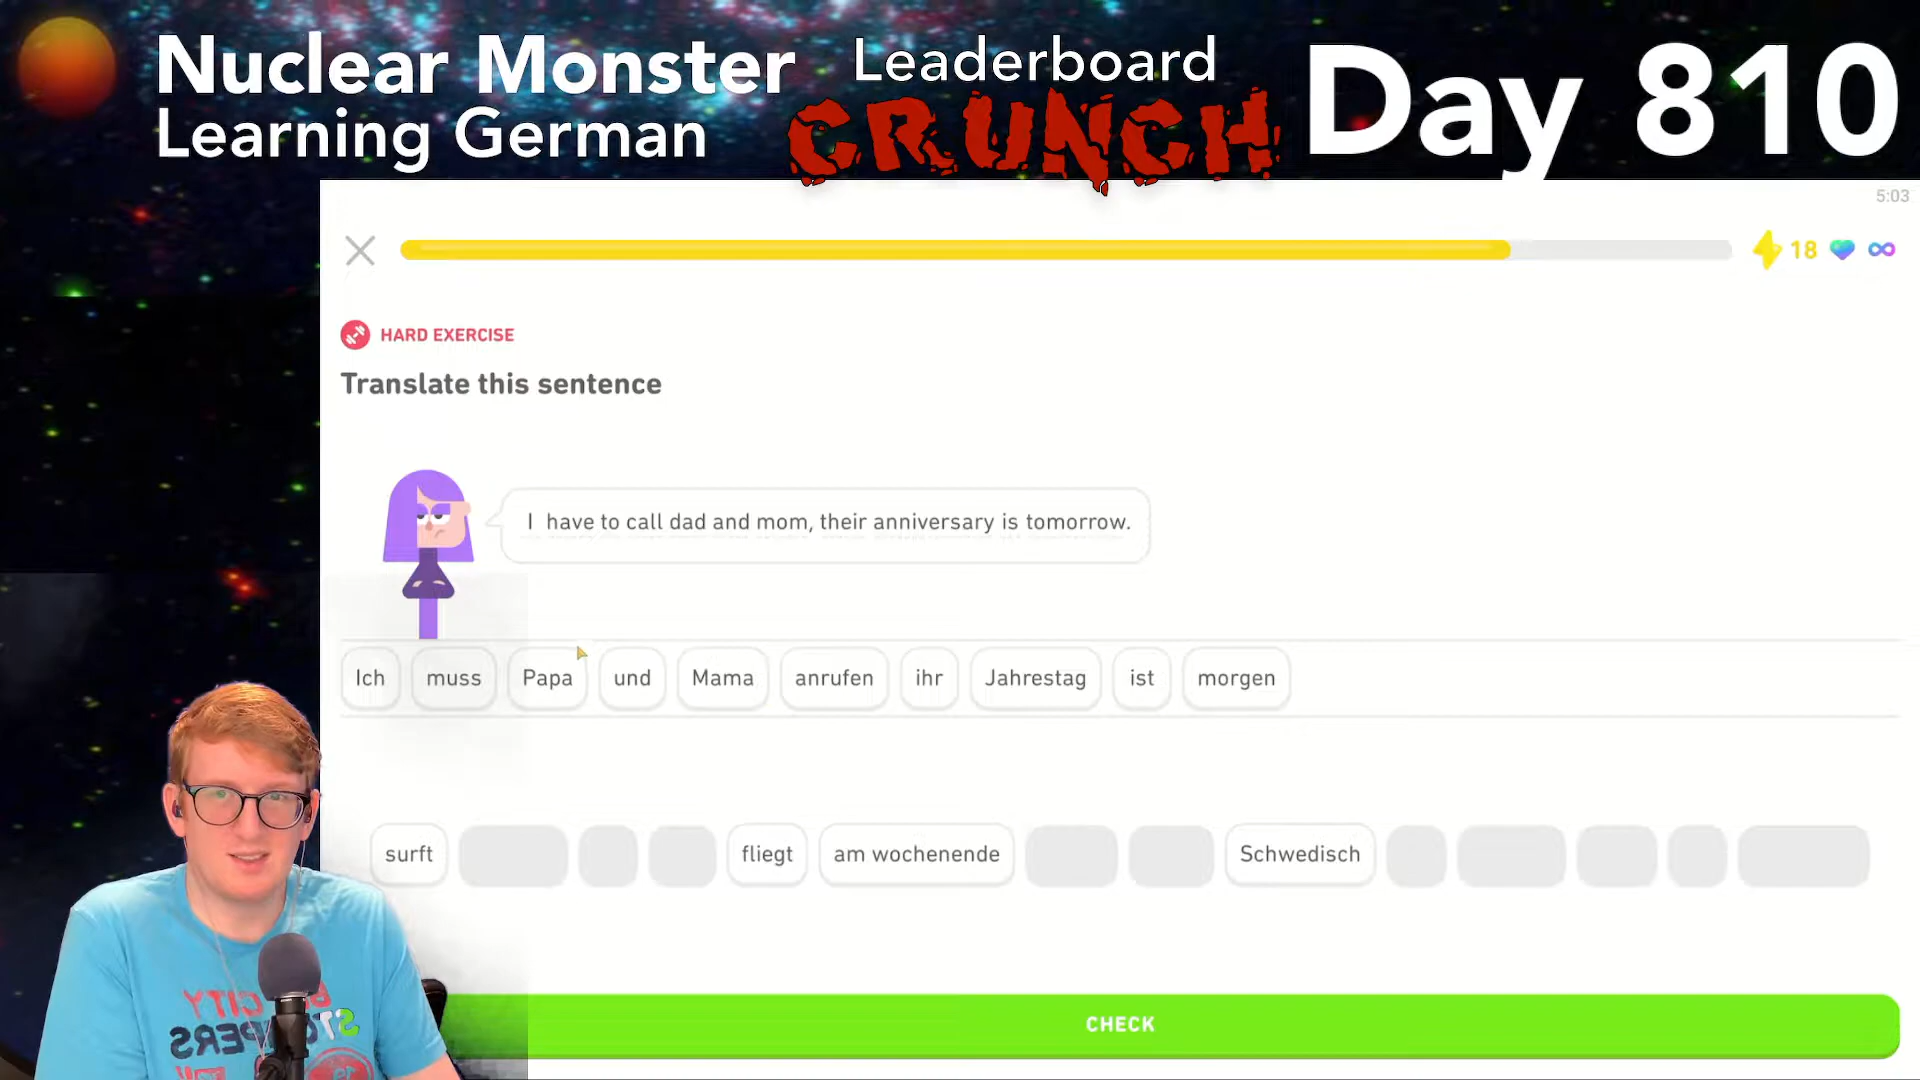 Nuclear Monster
Learning German
Leaderboard
CRUNCH
Day 810
5:03
18
HARD EXERCISE
Translate this sentence
I have to call dad and mom, their anniversary is tomorrow.
Ich muss Papa und Mama anrufen ihr Jahrestag ist morgen
surft fliegt am wochenende Schwedisch
CITY
CHECK